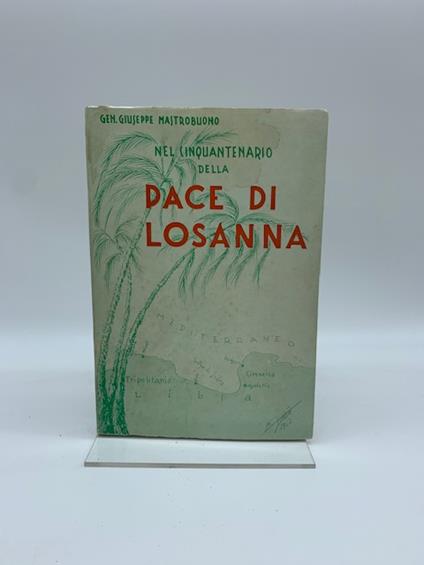 GEN. GIUSEPPE MASTROBUONO
NEL CINQUANTENARIO
DELLA
PACE DI
LOSANNA
MEDITERRANEO
Tripolitania
Cirenaica
Libia